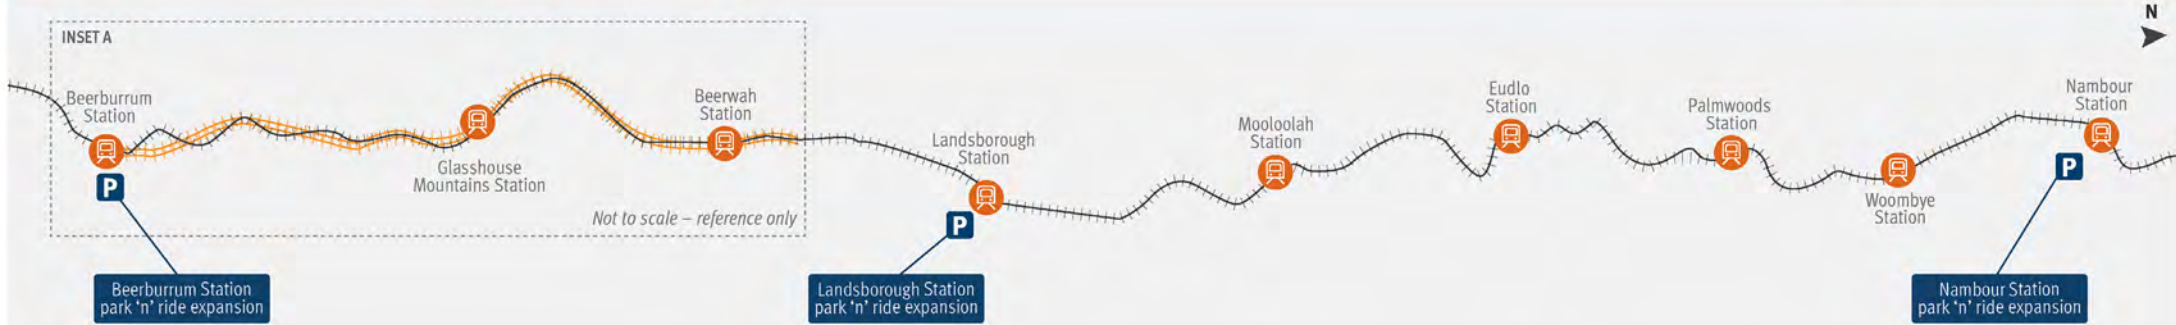 INSET A
N
Beerburrum
Station
P
Glasshouse
Mountains Station
Beerwah
Station
Not to scale – reference only
Landsborough
Station
P
Mooloolah
Station
Eudlo
Station
Palmwoods
Station
Woombye
Station
Nambour
Station
P
Beerburrum Station
park ‘n’ ride expansion
Landsborough Station
park ‘n’ ride expansion
Nambour Station
park ‘n’ ride expansion